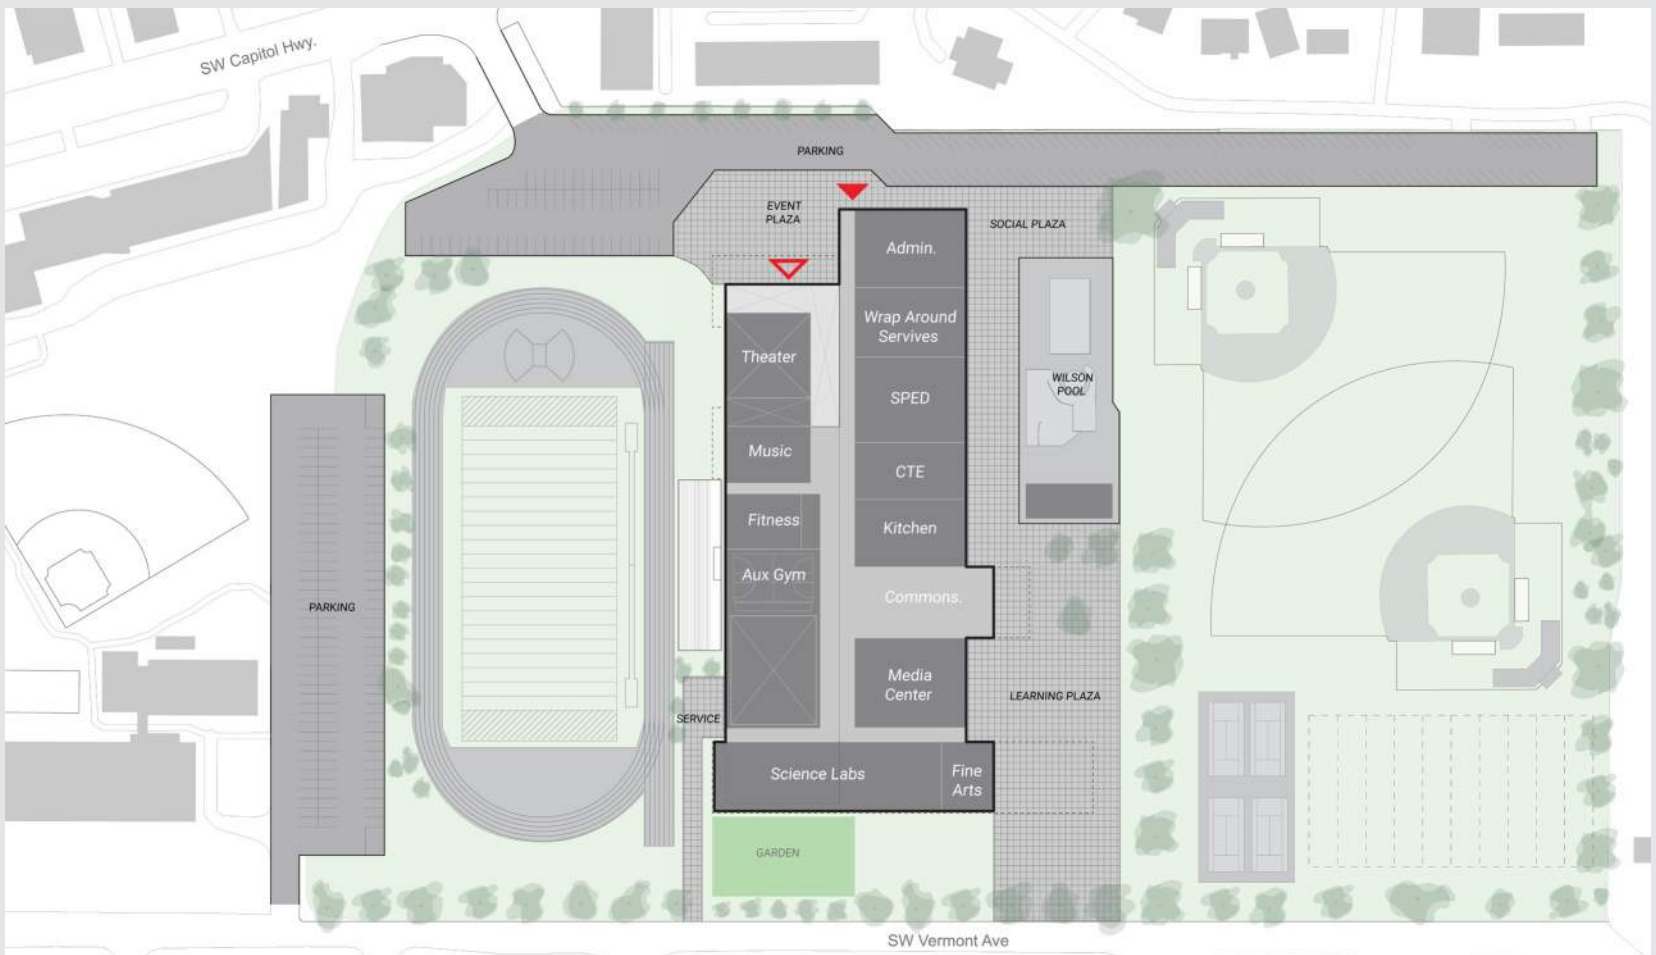 SW Capitol Hwy.
PARKING
EVENT
PLAZA
SOCIAL PLAZA
Admin.
Wrap Around
Servives
Theater
WILSON
POOL
SPED
Music
CTE
Fitness
Kitchen
Aux Gym
Commons.
PARKING
Media
Center
LEARNING PLAZA
SERVICE
Science Labs
Fine
Arts
GARDEN
SW Vermont Ave